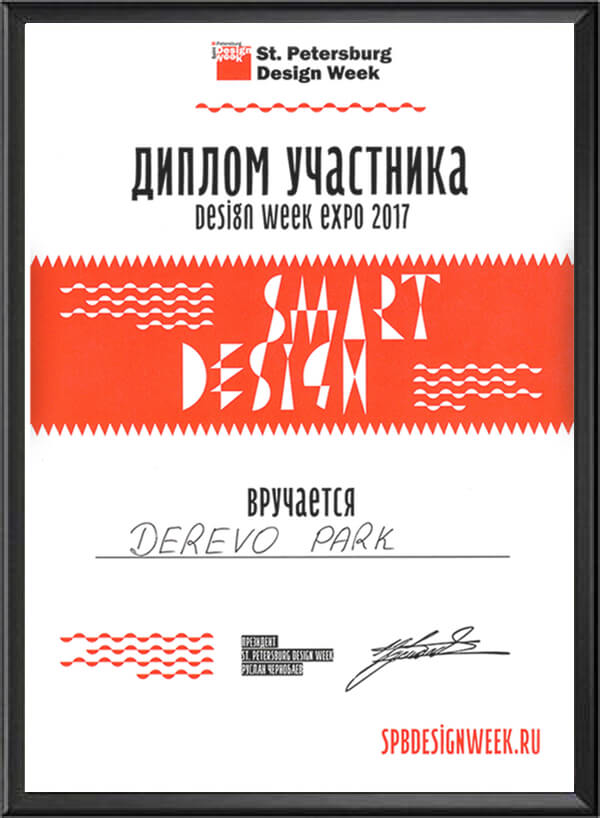 St. Petersburg
Design Week
St. Petersburg
Design Week
ДИПЛОМ УЧАСТНИКА
Design Week Expo 2017
SMART
DESIGN
ВРУЧАЕТСЯ
DEREVO PARK
ПРЕЗИДЕНТ
ST. PETERSBURG DESIGN WEEK
РУСЛАН ЧЕРНОБАЕВ
SPBDESIGNWEEK.RU